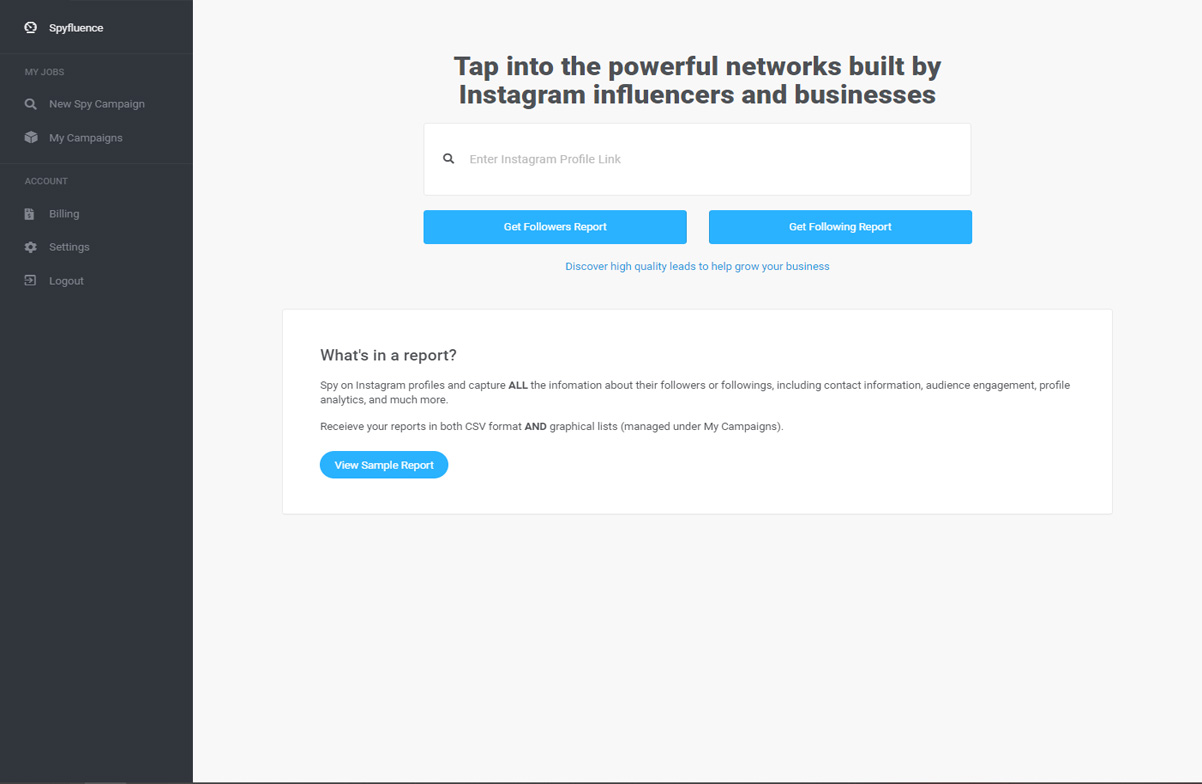 Spyfluence
MY JOBS
New Spy Campaign
My Campaigns
ACCOUNT
Billing
Settings
Logout
Tap into the powerful networks built by
Instagram influencers and businesses
Enter Instagram Profile Link
Get Followers Report
Get Following Report
Discover high quality leads to help grow your business
What's in a report?
Spy on Instagram profiles and capture ALL the infomation about their followers or followings, including contact information, audience engagement, profile
analytics, and much more.
Receieve your reports in both CSV format AND graphical lists (managed under My Campaigns).
View Sample Report